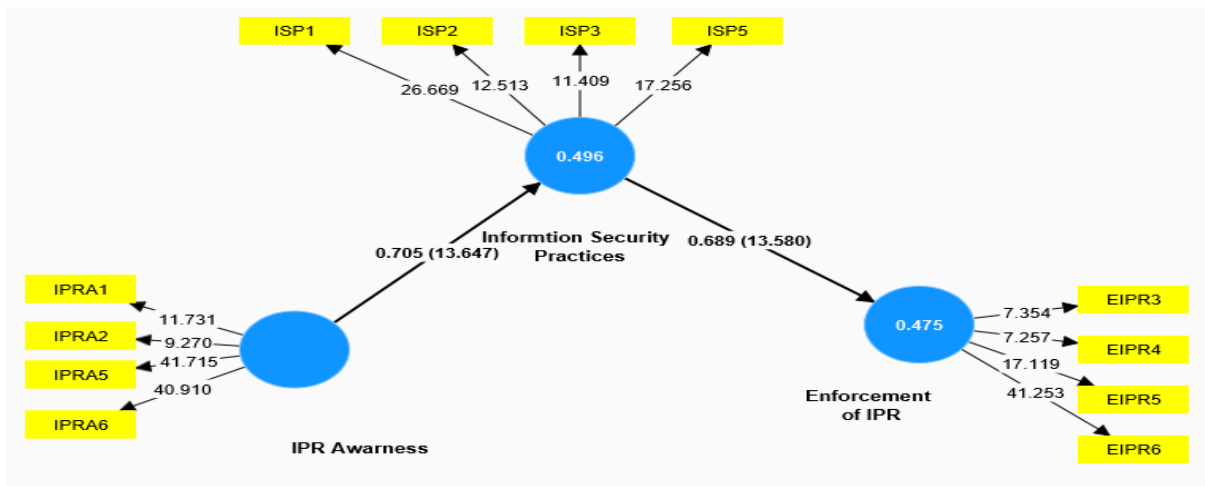 ISP1
ISP2
ISP3
ISP5
26.669
12.513
11.409
17.256
0.496
Informtion Security
Practices
0.705 (13.647)
0.689 (13.580)
IPRA1
IPRA2
IPRA5
IPRA6
11.731
9.270
41.715
40.910
IPR Awarness
0.475
Enforcement
of IPR
7.354
7.257
17.119
41.253
EIPR3
EIPR4
EIPR5
EIPR6